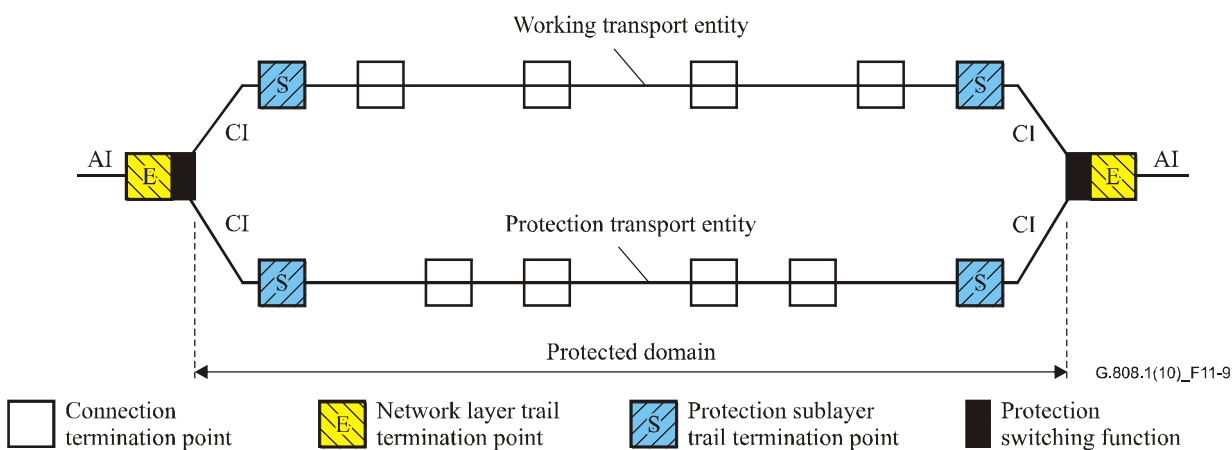 Working transport entity
S
S
CI
CI
AI
E
E
AI
CI
Protection transport entity
CI
S
S
Protected domain
G.808.1(10)_F11-9
Connection
termination point
E
Network layer trail
termination point
S
Protection sublayer
trail termination point
Protection
switching function